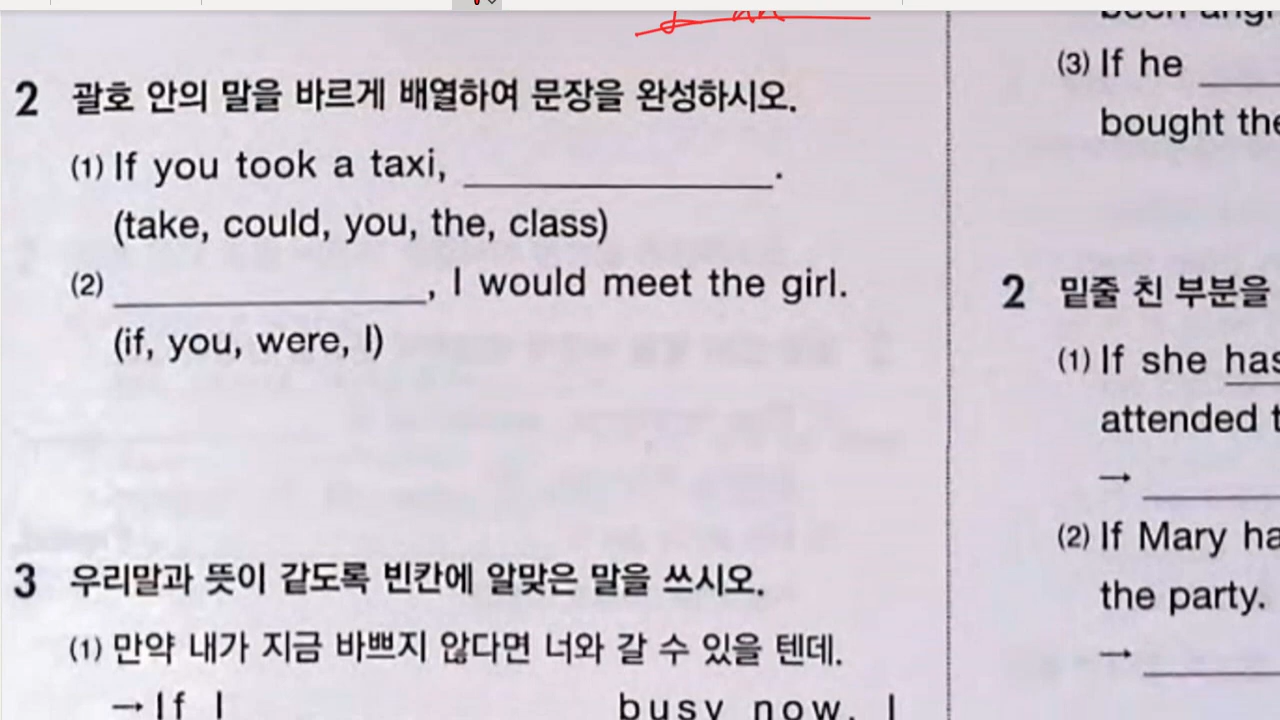 2 괄호 안의 말을 바르게 배열하여 문장을 완성하시오.
(1) If you took a taxi, ____________.
(take, could, you, the, class)
(2) ____________, I would meet the girl.
(if, you, were, I)
3 우리말과 뜻이 같도록 빈칸에 알맞은 말을 쓰시오.
(1) 만약 내가 지금 바쁘지 않다면 너와 갈 수 있을 텐데.
→ If I busy now, I
(3) If he ____
bought the
2 밑줄 친 부분을
(1) If she has
attended
→ ____
(2) If Mary ha
the party.
→ ____